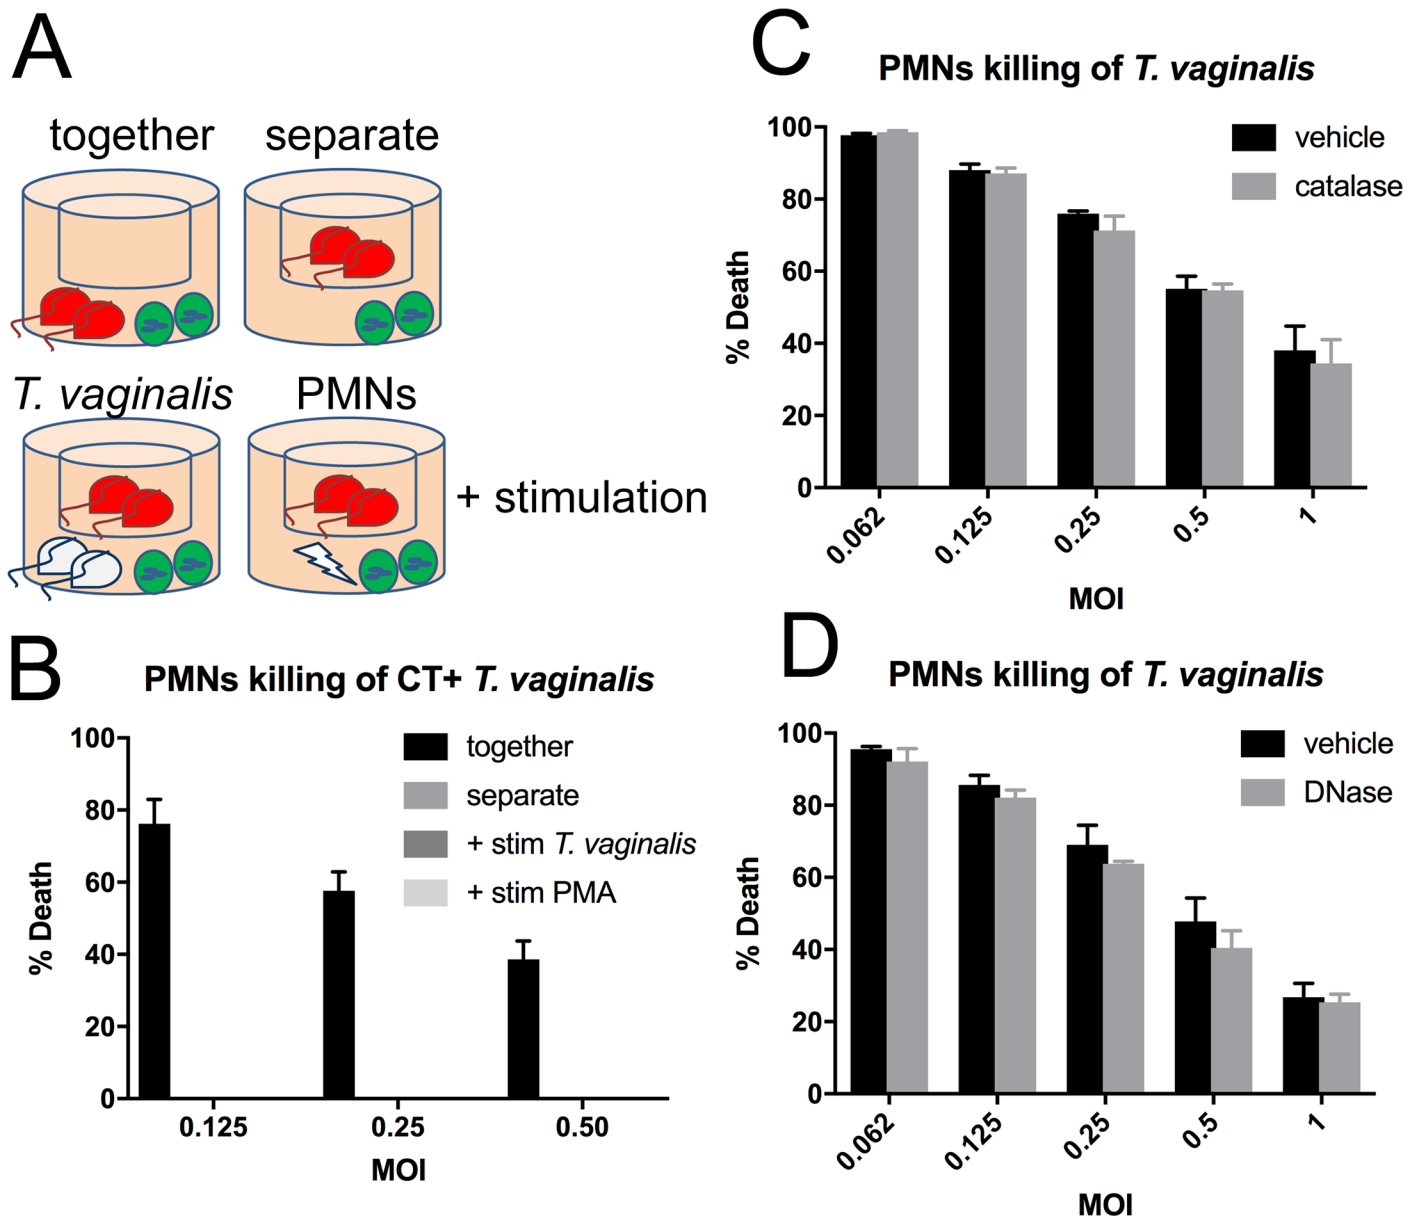 A
together separate
T. vaginalis PMNs
+ stimulation
B
PMNs killing of CT+ T. vaginalis
together
separate
+ stim T. vaginalis
+ stim PMA
% Death
100
80
60
40
20
0
0.125 0.25 0.50
MOI
C
PMNs killing of T. vaginalis
vehicle
catalase
% Death
100
80
60
40
20
0
0.062 0.125 0.25 0.5 1
MOI
D
PMNs killing of T. vaginalis
vehicle
DNase
% Death
100
80
60
40
20
0
0.062 0.125 0.25 0.5 1
MOI